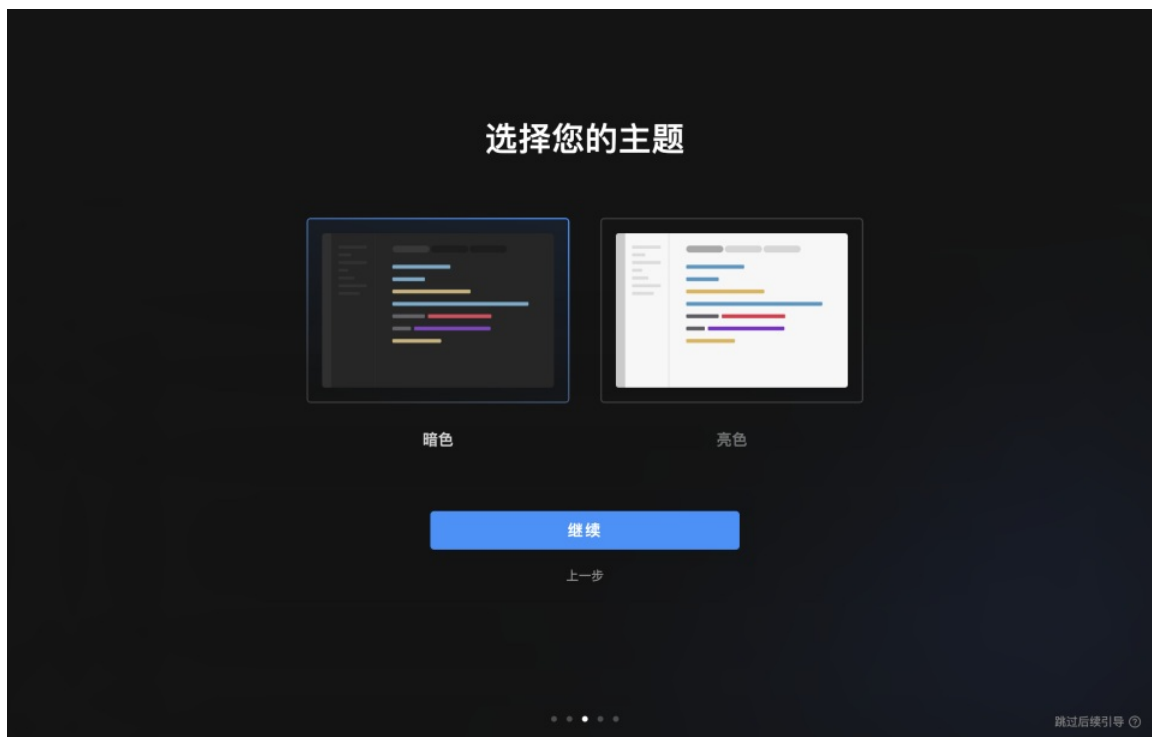 选择您的主题
暗色
亮色
继续
上一步
跳过后续引导